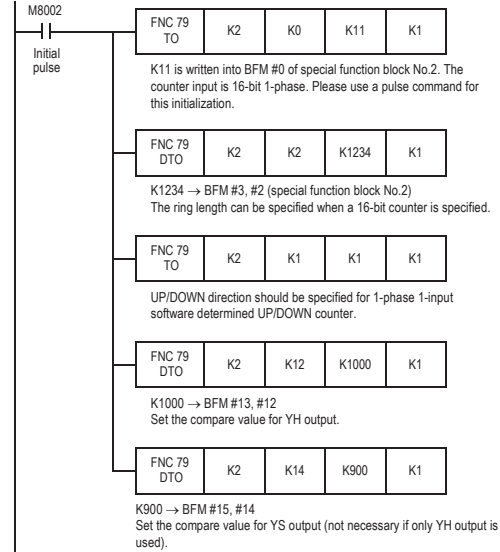 M8002
Initial
pulse
FNC 79
TO
K2
K0
K11
K1
K11 is written into BFM #0 of special function block No.2. The
counter input is 16-bit 1-phase. Please use a pulse command for
this initialization.
FNC 79
DTO
K2
K2
K1234
K1
K1234 → BFM #3, #2 (special function block No.2)
The ring length can be specified when a 16-bit counter is specified.
FNC 79
TO
K2
K1
K1
K1
UP/DOWN direction should be specified for 1-phase 1-input
software determined UP/DOWN counter.
FNC 79
DTO
K2
K12
K1000
K1
K1000 → BFM #13, #12
Set the compare value for YH output.
FNC 79
DTO
K2
K14
K900
K1
K900 → BFM #15, #14
Set the compare value for YS output (not necessary if only YH output is
used).